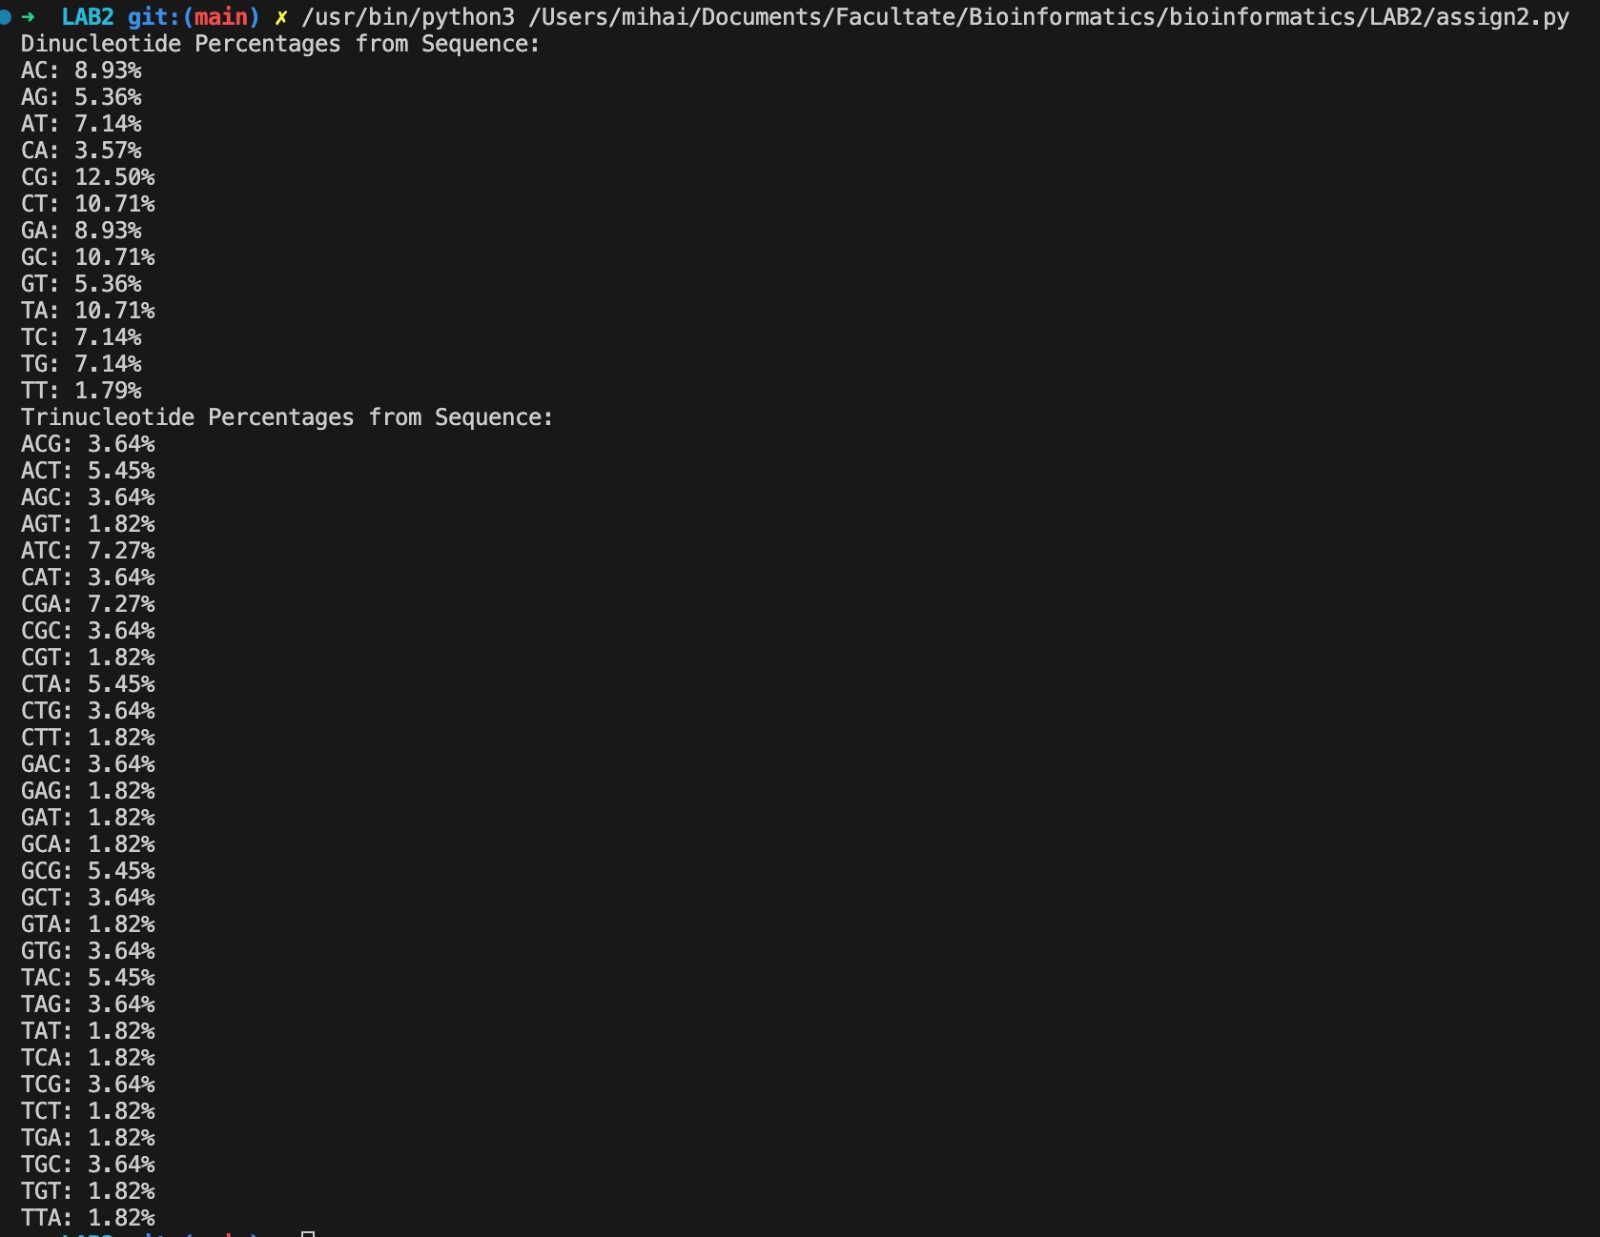 ➜ LAB2 git:(main) ✗ /usr/bin/python3 /Users/mihai/Documents/Facultate/Bioinformatics/bioinformatics/LAB2/assign2.py
Dinucleotide Percentages from Sequence:
AC: 8.93%
AG: 5.36%
AT: 7.14%
CA: 3.57%
CG: 12.50%
CT: 10.71%
GA: 8.93%
GC: 10.71%
GT: 5.36%
TA: 10.71%
TC: 7.14%
TG: 7.14%
TT: 1.79%
Trinucleotide Percentages from Sequence:
ACG: 3.64%
ACT: 5.45%
AGC: 3.64%
AGT: 1.82%
ATC: 7.27%
CAT: 3.64%
CGA: 7.27%
CGC: 3.64%
CGT: 1.82%
CTA: 5.45%
CTG: 3.64%
CTT: 1.82%
GAC: 3.64%
GAG: 1.82%
GAT: 1.82%
GCA: 1.82%
GCG: 5.45%
GCT: 3.64%
GTA: 1.82%
GTG: 3.64%
TAC: 5.45%
TAG: 3.64%
TAT: 1.82%
TCA: 1.82%
TCG: 3.64%
TCT: 1.82%
TGA: 1.82%
TGC: 3.64%
TGT: 1.82%
TTA: 1.82%